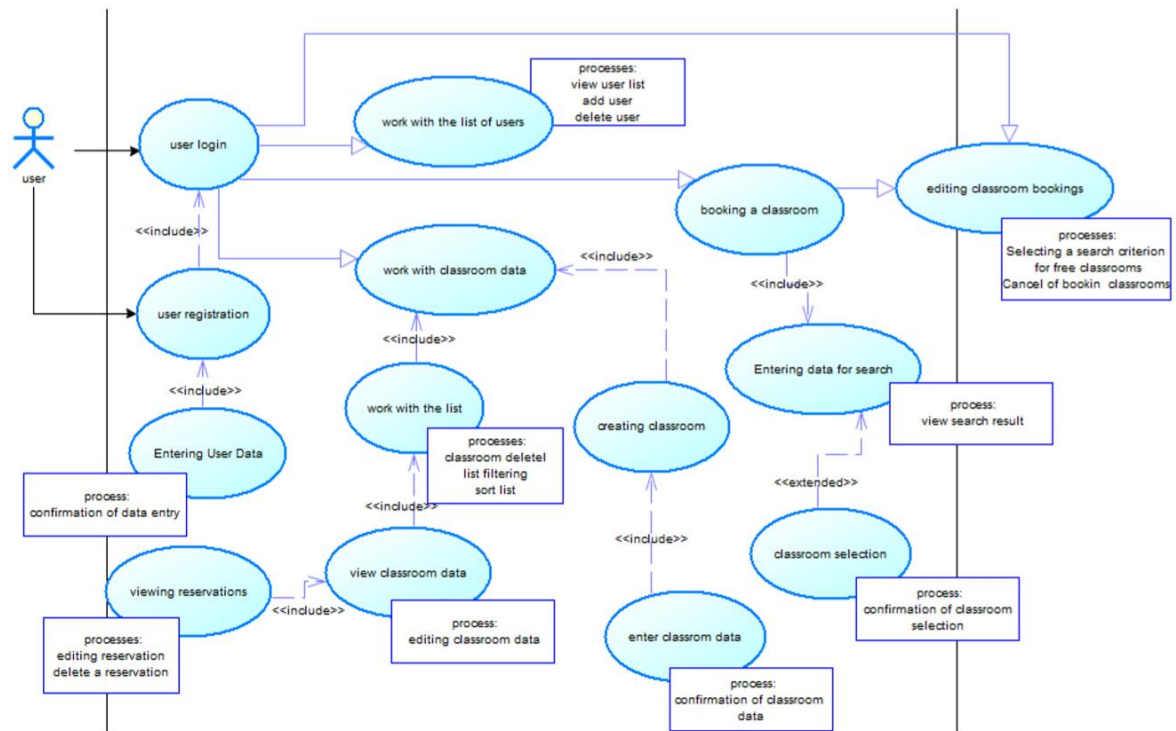 processes:
view user list
add user
delete user
work with the list of users
user login
user
editing classroom bookings
booking a classroom
processes:
Selecting a search criterion
for free classrooms
Cancel of bookin classrooms
<<include>>
<<include>>
<<include>>
work with classroom data
user registration
<<include>>
<<include>>
Entering data for search
work with the list
creating classroom
process:
view search result
Entering User Data
processes:
classroom deletel
list filtering
sort list
process:
confirmation of data entry
<<include>>
<<extended>>
<<include>>
classroom selection
view classroom data
viewing reservations
<<include>>
process:
confirmation of classroom
selection
process:
editing classroom data
enter classrom data
processes:
editing reservation
delete a reservation
process:
confirmation of classroom
data